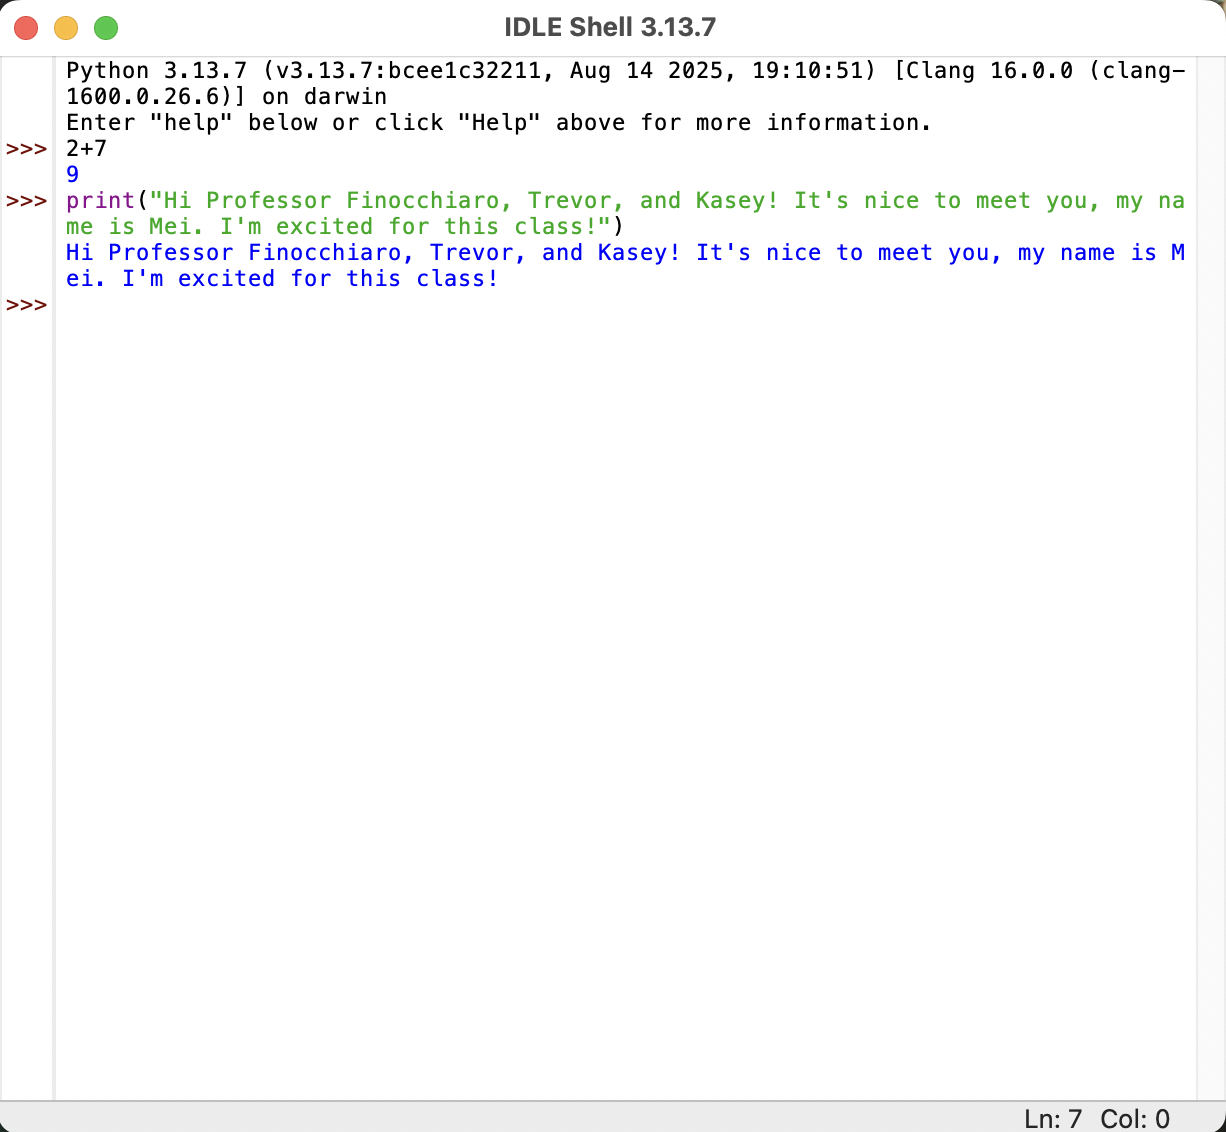 IDLE Shell 3.13.7
Python 3.13.7 (v3.13.7:bcee1c32211, Aug 14 2025, 19:10:51) [Clang 16.0.0 (clang-
1600.0.26.6)] on darwin
Enter "help" below or click "Help" above for more information.
>>> 2+7
9
>>> print("Hi Professor Finocchiaro, Trevor, and Kasey! It's nice to meet you, my na
me is Mei. I'm excited for this class!")
Hi Professor Finocchiaro, Trevor, and Kasey! It's nice to meet you, my name is M
ei. I'm excited for this class!
>>>
Ln: 7 Col: 0